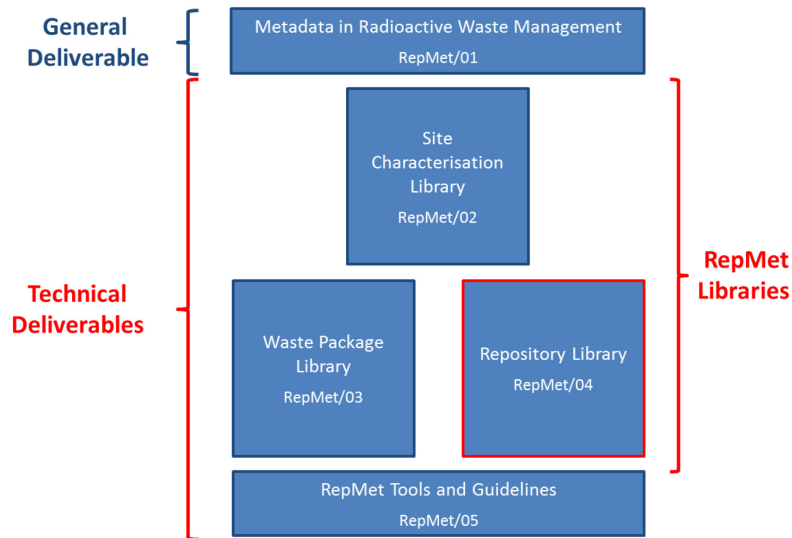 General
Deliverable
Metadata in Radioactive Waste Management
RepMet/01
Site
Characterisation
Library
RepMet/02
Technical
Deliverables
RepMet
Libraries
Waste Package
Library
RepMet/03
Repository Library
RepMet/04
RepMet Tools and Guidelines
RepMet/05